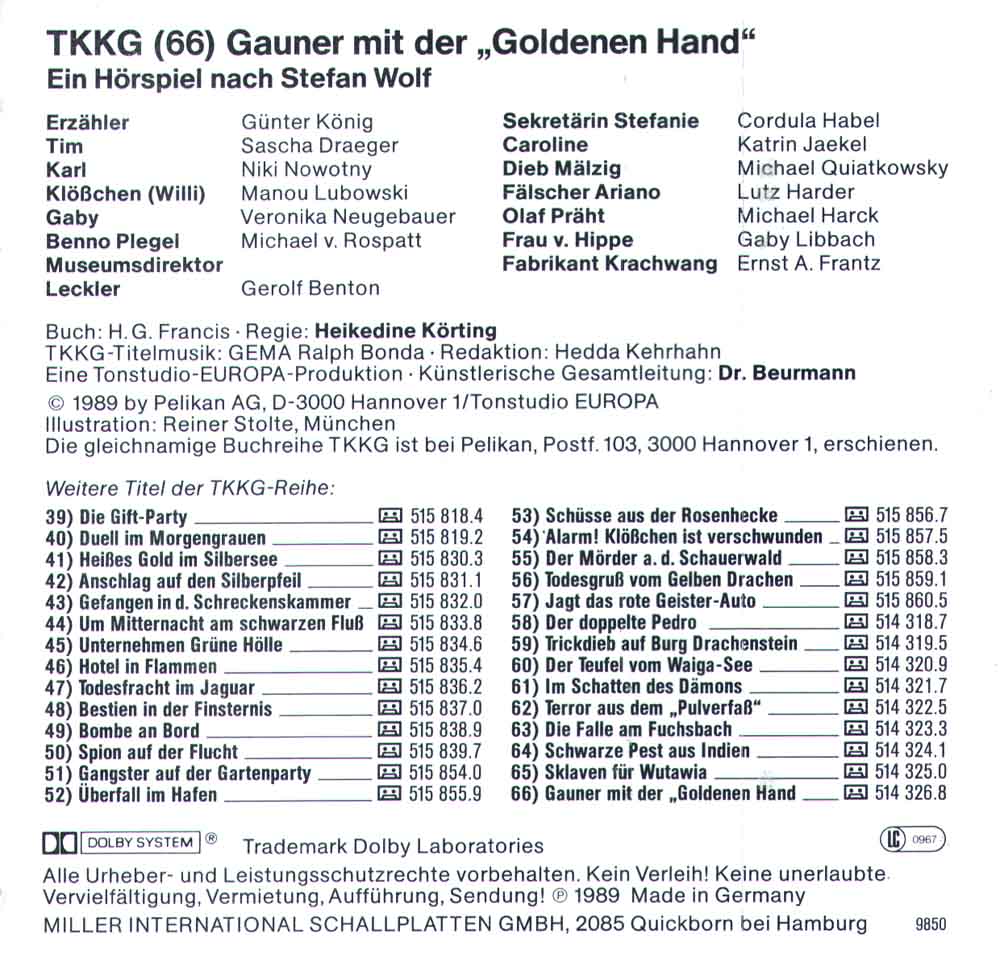 TKKG (66) Gauner mit der „Goldenen Hand“
Ein Hörspiel nach Stefan Wolf
Erzähler Günter König
Tim Sascha Draeger
Karl Niki Nowotny
Klößchen (Willi) Manou Lubowski
Gaby Veronika Neugebauer
Benno Plegel Michael v. Rospatt
Museumsdirektor
Leckler Gerolf Benton
Sekretärin Stefanie Cordula Habel
Caroline Katrin Jaekel
Dieb Mälzig Michael Quiatkowsky
Fälscher Ariano Lutz Harder
Olaf Präht Michael Harck
Frau v. Hippe Gaby Libbach
Fabrikant Krachwang Ernst A. Frantz
Buch: H. G. Francis · Regie: Heikedine Körting
TKKG-Titelmusik: GEMA Ralph Bonda · Redaktion: Hedda Kehrhahn
Eine Tonstudio-EUROPA-Produktion · Künstlerische Gesamtleitung: Dr. Beurmann
© 1989 by Pelikan AG, D-3000 Hannover 1/Tonstudio EUROPA
Illustration: Reiner Stolte, München
Die gleichnamige Buchreihe TKKG ist bei Pelikan, Postf. 103, 3000 Hannover 1, erschienen.
Weitere Titel der TKKG-Reihe:
39) Die Gift-Party 515 818.4
40) Duell im Morgengrauen 515 819.2
41) Heißes Gold im Silbersee 515 830.3
42) Anschlag auf den Silberpfeil 515 831.1
43) Gefangen in d. Schreckenskammer 515 832.0
44) Um Mitternacht am schwarzen Fluß 515 833.8
45) Unternehmen Grüne Hölle 515 834.6
46) Hotel in Flammen 515 835.4
47) Todesfracht im Jaguar 515 836.2
48) Bestien in der Finsternis 515 837.0
49) Bombe an Bord 515 838.9
50) Spion auf der Flucht 515 839.7
51) Gangster auf der Gartenparty 515 854.0
52) Überfall im Hafen 515 855.9
53) Schüsse aus der Rosenhecke 515 856.7
54) Alarm! Klößchen ist verschwunden 515 857.5
55) Der Mörder a. d. Schauerwald 515 858.3
56) Todesgruß vom Gelben Drachen 515 859.1
57) Jagt das rote Geister-Auto 515 860.5
58) Der doppelte Pedro 514 318.7
59) Trickdieb auf Burg Drachenstein 514 319.5
60) Der Teufel vom Waiga-See 514 320.9
61) Im Schatten des Dämons 514 321.7
62) Terror aus dem „Pulverfaß“ 514 322.5
63) Die Falle am Fuchsbach 514 323.3
64) Schwarze Pest aus Indien 514 324.1
65) Sklaven für Wutawia 514 325.0
66) Gauner mit der „Goldenen Hand 514 326.8
DOLBY SYSTEM ® Trademark Dolby Laboratories LC 0967
Alle Urheber- und Leistungsschutzrechte vorbehalten. Kein Verleih! Keine unerlaubte
Vervielfältigung, Vermietung, Aufführung, Sendung! ℗ 1989 Made in Germany
MILLER INTERNATIONAL SCHALLPLATTEN GMBH, 2085 Quickborn bei Hamburg 9850